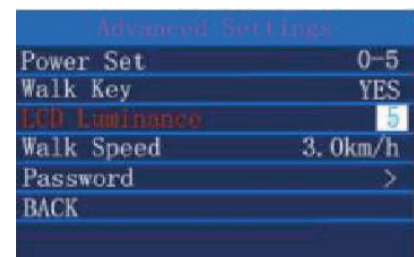 Advanced Settings
Power Set 0-5
Walk Key YES
LCD Luminance 5
Walk Speed 3.0km/h
Password >
BACK